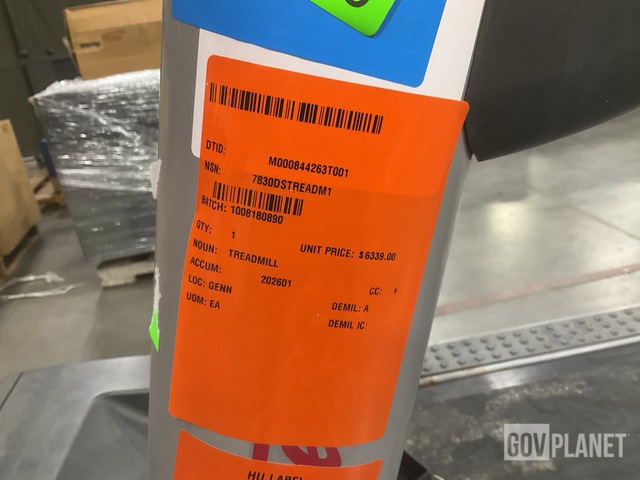 DTID: M000844263T001
NSN: 7830DSTREADM1
BATCH: 1008180890
QTY: 1
UNIT PRICE: $6339.00
NOUN: TREADMILL
ACCUM: 202601
CC:
LOC: GENN
DEMIL: A
UOM: EA
DEMIL IC:
HU LABEL
GOVPLANET